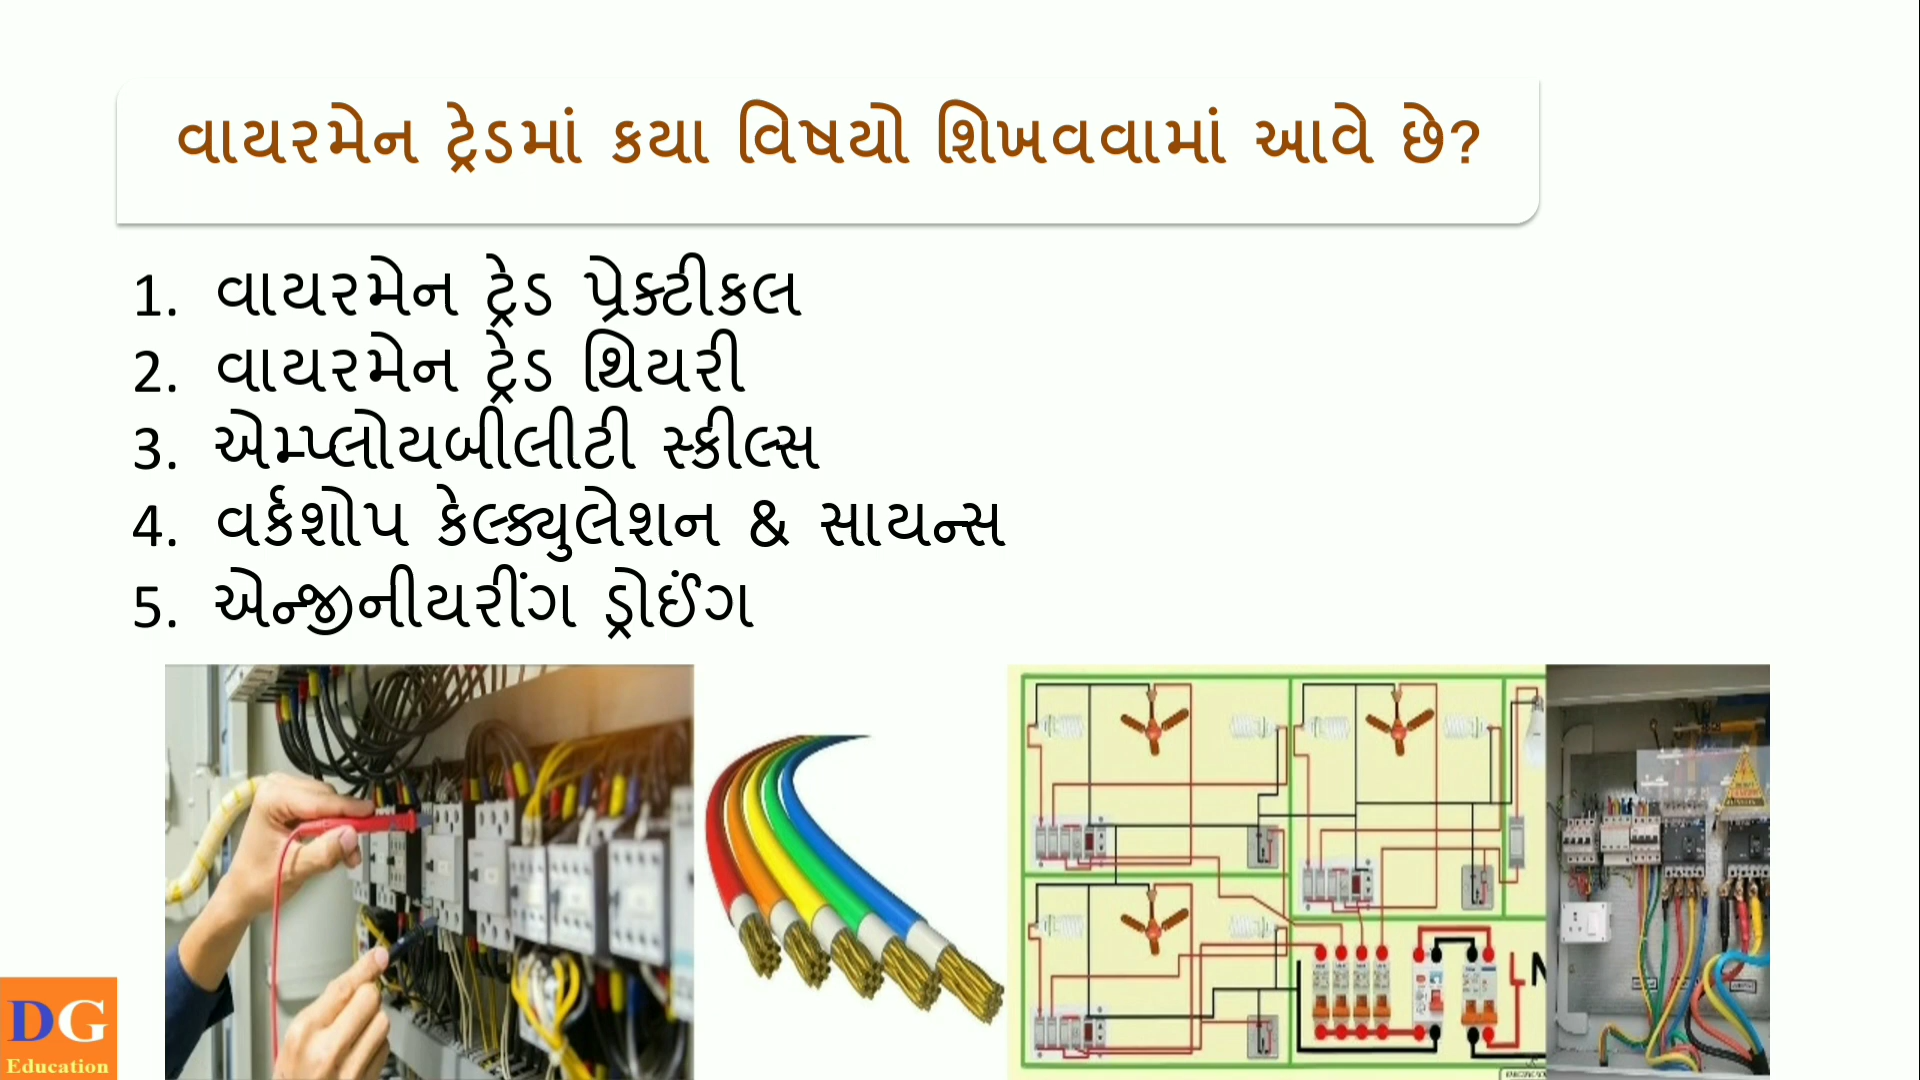 વાયરમેન ટ્રેડમાં કયા વિષયો શિખવવામાં આવે છે?
1. વાયરમેન ટ્રેડ પ્રેક્ટીકલ
2. વાયરમેન ટ્રેડ થિયરી
3. એમ્પ્લોયબીલીટી સ્કીલ્સ
4. વર્કશોપ કેલ્ક્યુલેશન & સાયન્સ
5. એન્જીનીયરીંગ ડ્રોઈંગ
L N
DG
Education